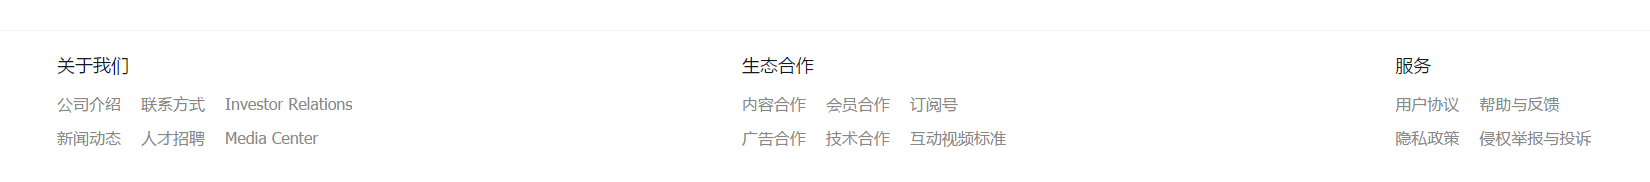 关于我们
公司介绍 联系方式 Investor Relations
新闻动态 人才招聘 Media Center
生态合作
内容合作 会员合作 订阅号
广告合作 技术合作 互动视频标准
服务
用户协议 帮助与反馈
隐私政策 侵权举报与投诉